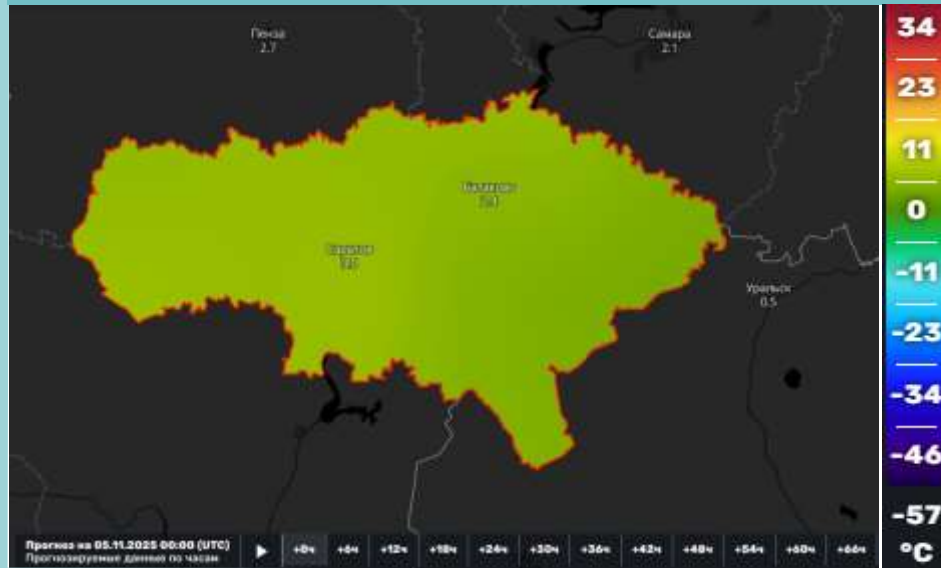 Пенза
2.7
Самара
2.1
Балаково
Саратов
Уральск
0.5
34
23
11
0
-11
-23
-34
-46
-57
°C
Прогноз на 05.11.2025 00:00 (UTC)
Прогнозируемые данные по часам
+0ч +6ч +12ч +18ч +24ч +30ч +36ч +42ч +48ч +54ч +60ч +66ч